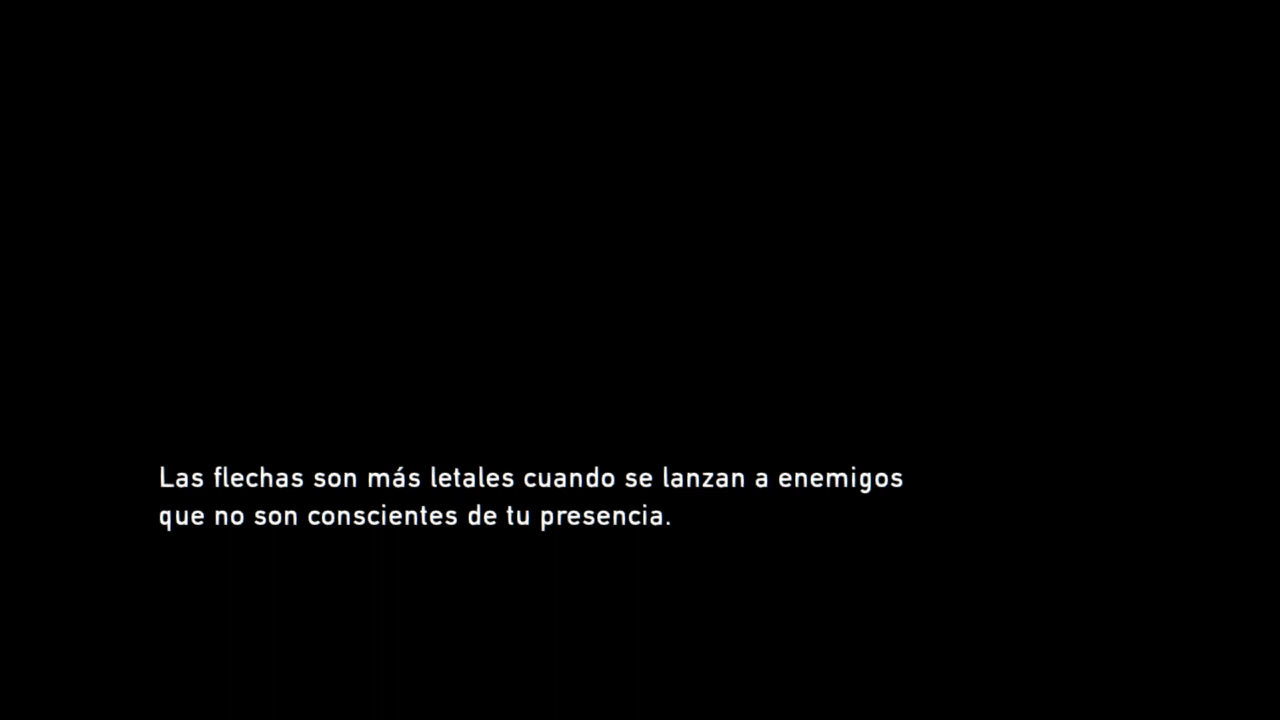 Las flechas son más letales cuando se lanzan a enemigos
que no son conscientes de tu presencia.